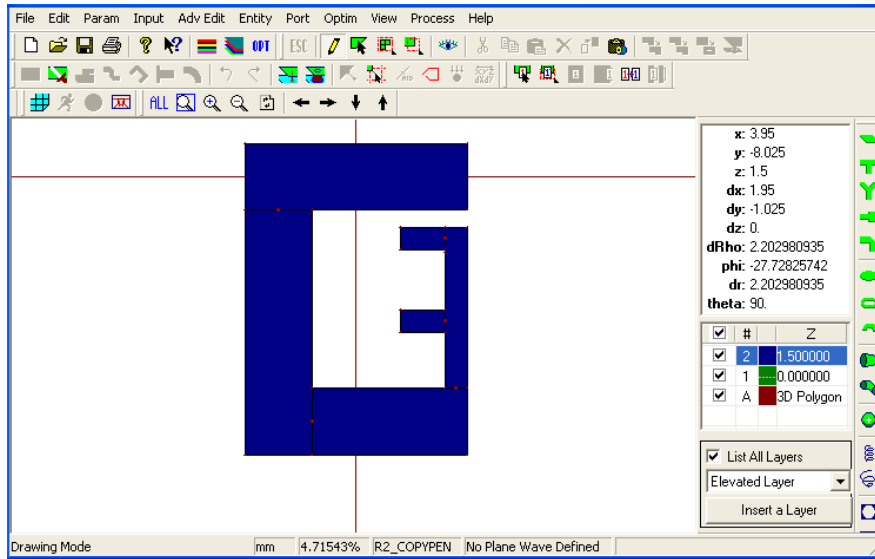 File Edit Param Input Adv Edit Entity Port Optim View Process Help
OPT ESC
ALL
x: 3.95
y: -8.025
z: 1.5
dx: 1.95
dy: -1.025
dz: 0.
dRho: 2.202980935
phi: -27.72825742
dr: 2.202980935
theta: 90.
# Z
2 1.500000
1 0.000000
A 3D Polygon
List All Layers
Elevated Layer
Insert a Layer
Drawing Mode mm 4.71543% R2_COPYPEN No Plane Wave Defined